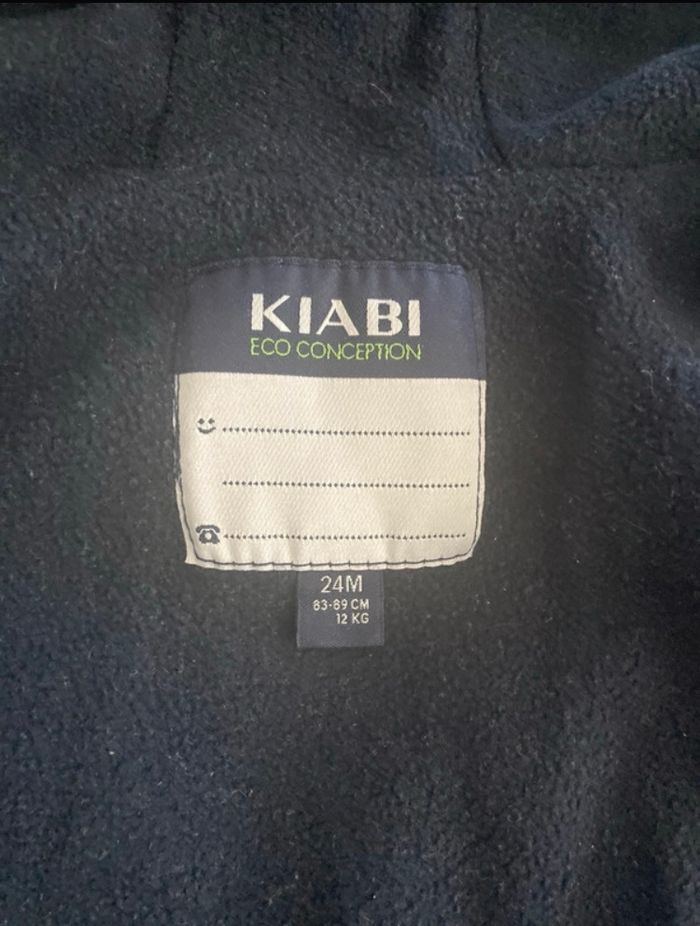 KIABI
ECO CONCEPTION
24M
83-89 CM
12 KG